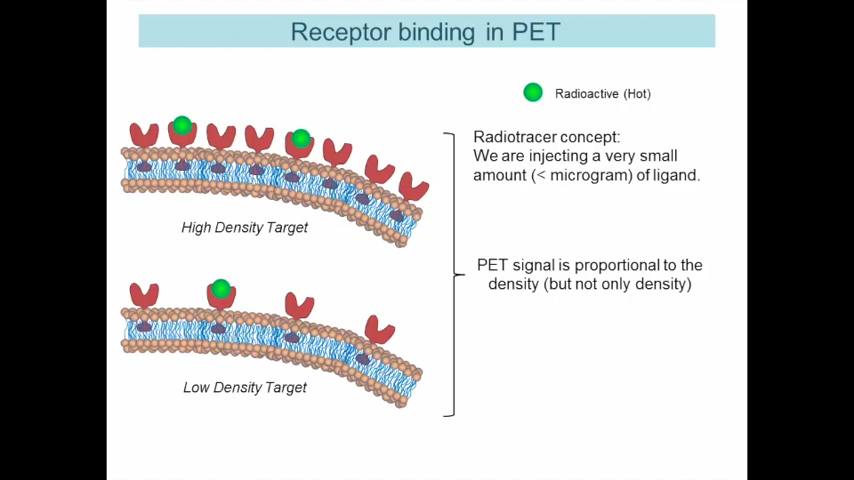 Receptor binding in PET
Radioactive (Hot)
Radiotracer concept:
We are injecting a very small
amount (< microgram) of ligand.
High Density Target
PET signal is proportional to the
density (but not only density)
Low Density Target